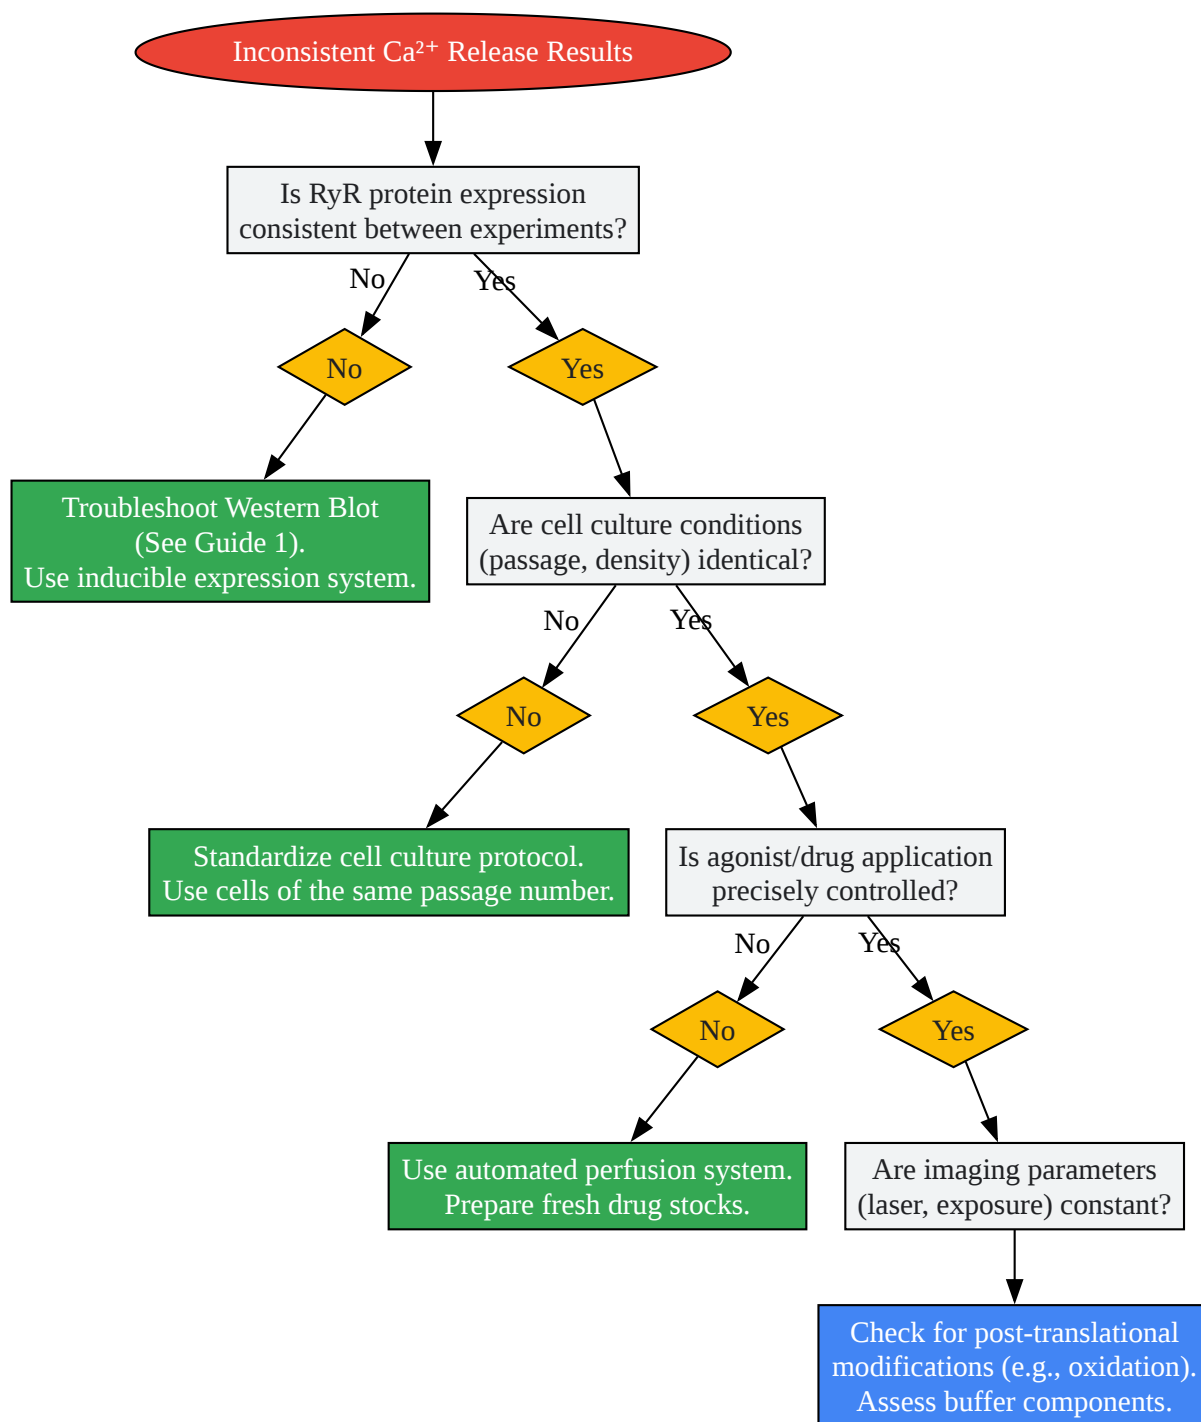 Inconsistent Ca²⁺ Release Results
Is RyR protein expression
consistent between experiments?
No
Yes
No
Yes
Troubleshoot Western Blot
(See Guide 1).
Use inducible expression system.
Are cell culture conditions
(passage, density) identical?
No
Yes
No
Yes
Standardize cell culture protocol.
Use cells of the same passage number.
Is agonist/drug application
precisely controlled?
No
Yes
No
Yes
Use automated perfusion system.
Prepare fresh drug stocks.
Are imaging parameters
(laser, exposure) constant?
Check for post-translational
modifications (e.g., oxidation).
Assess buffer components.